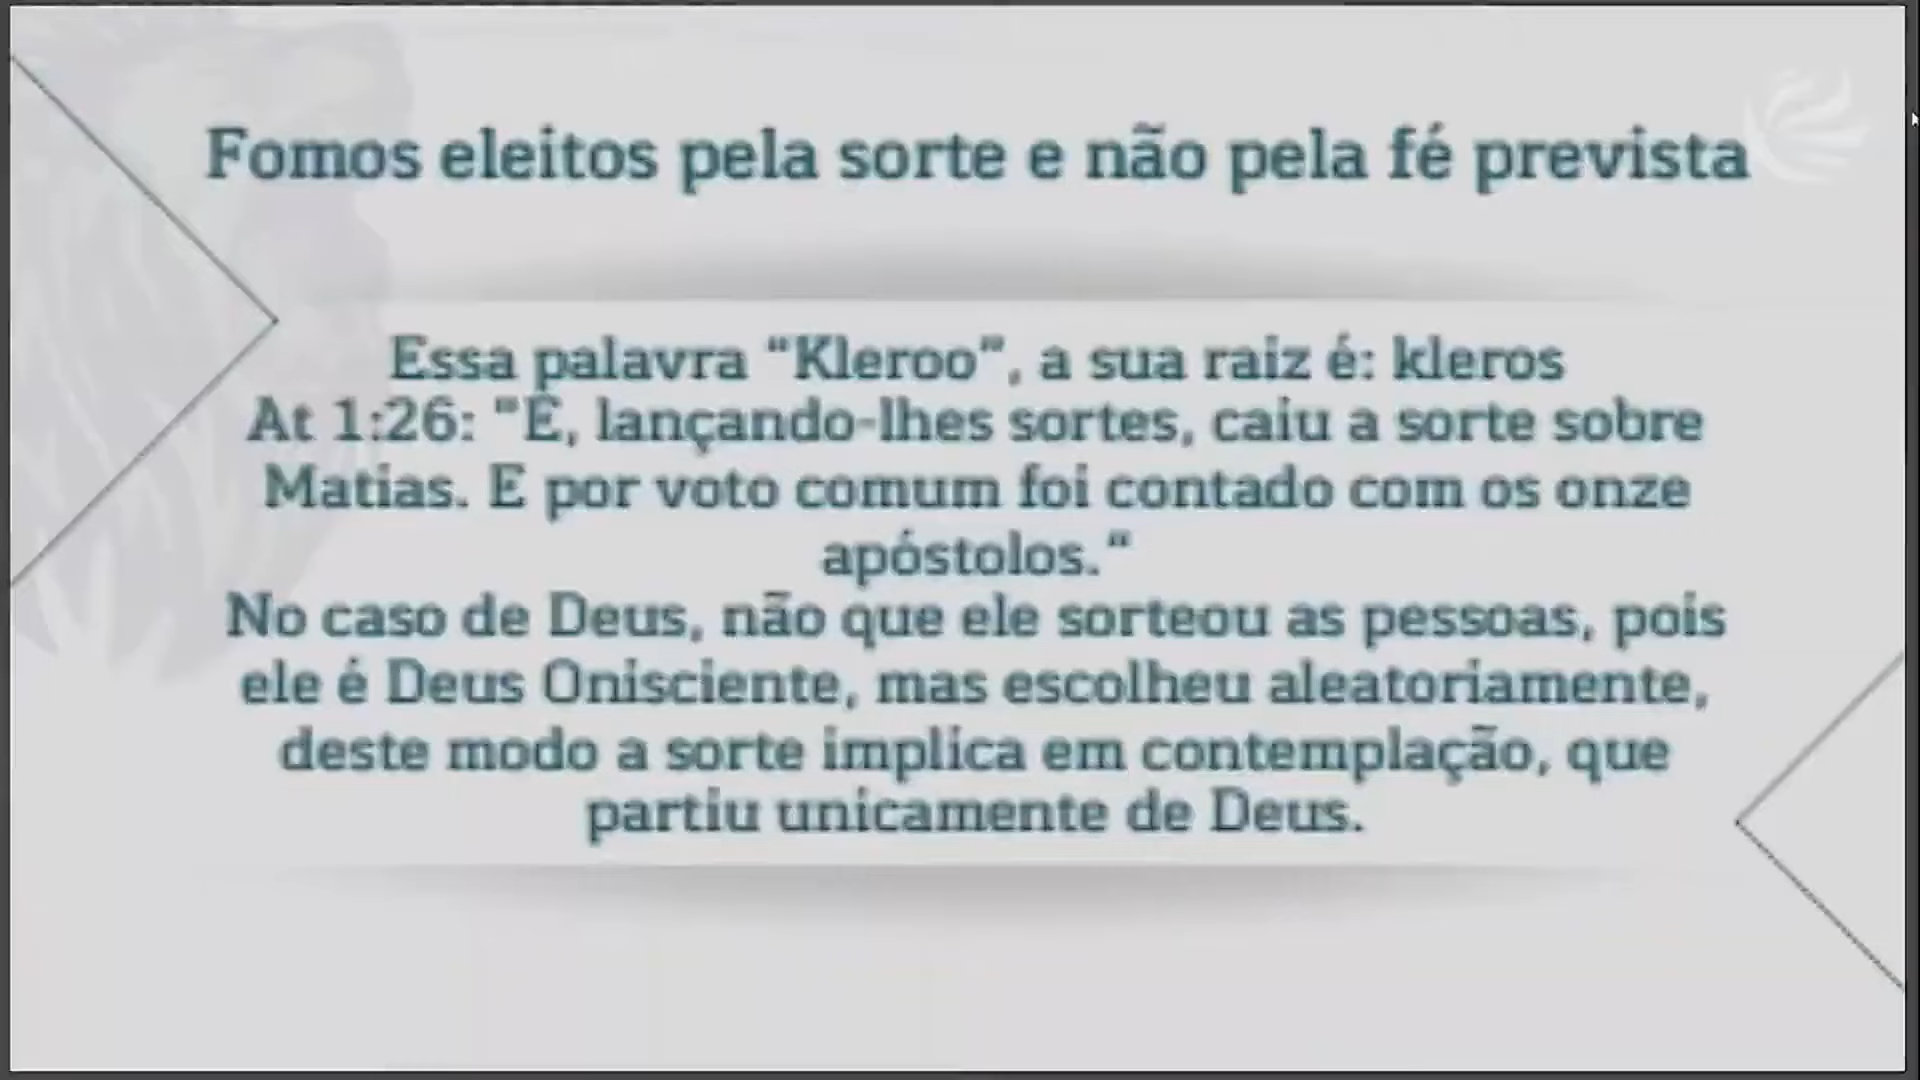 Fomos eleitos pela sorte e não pela fé prevista
Essa palavra “Kleroo”, a sua raiz é: kleros
At 1:26: "E, lançando-lhes sortes, caiu a sorte sobre
Matias. E por voto comum foi contado com os onze
apóstolos.“
No caso de Deus, não que ele sorteou as pessoas, pois
ele é Deus Onisciente, mas escolheu aleatoriamente,
deste modo a sorte implica em contemplação, que
partiu unicamente de Deus.